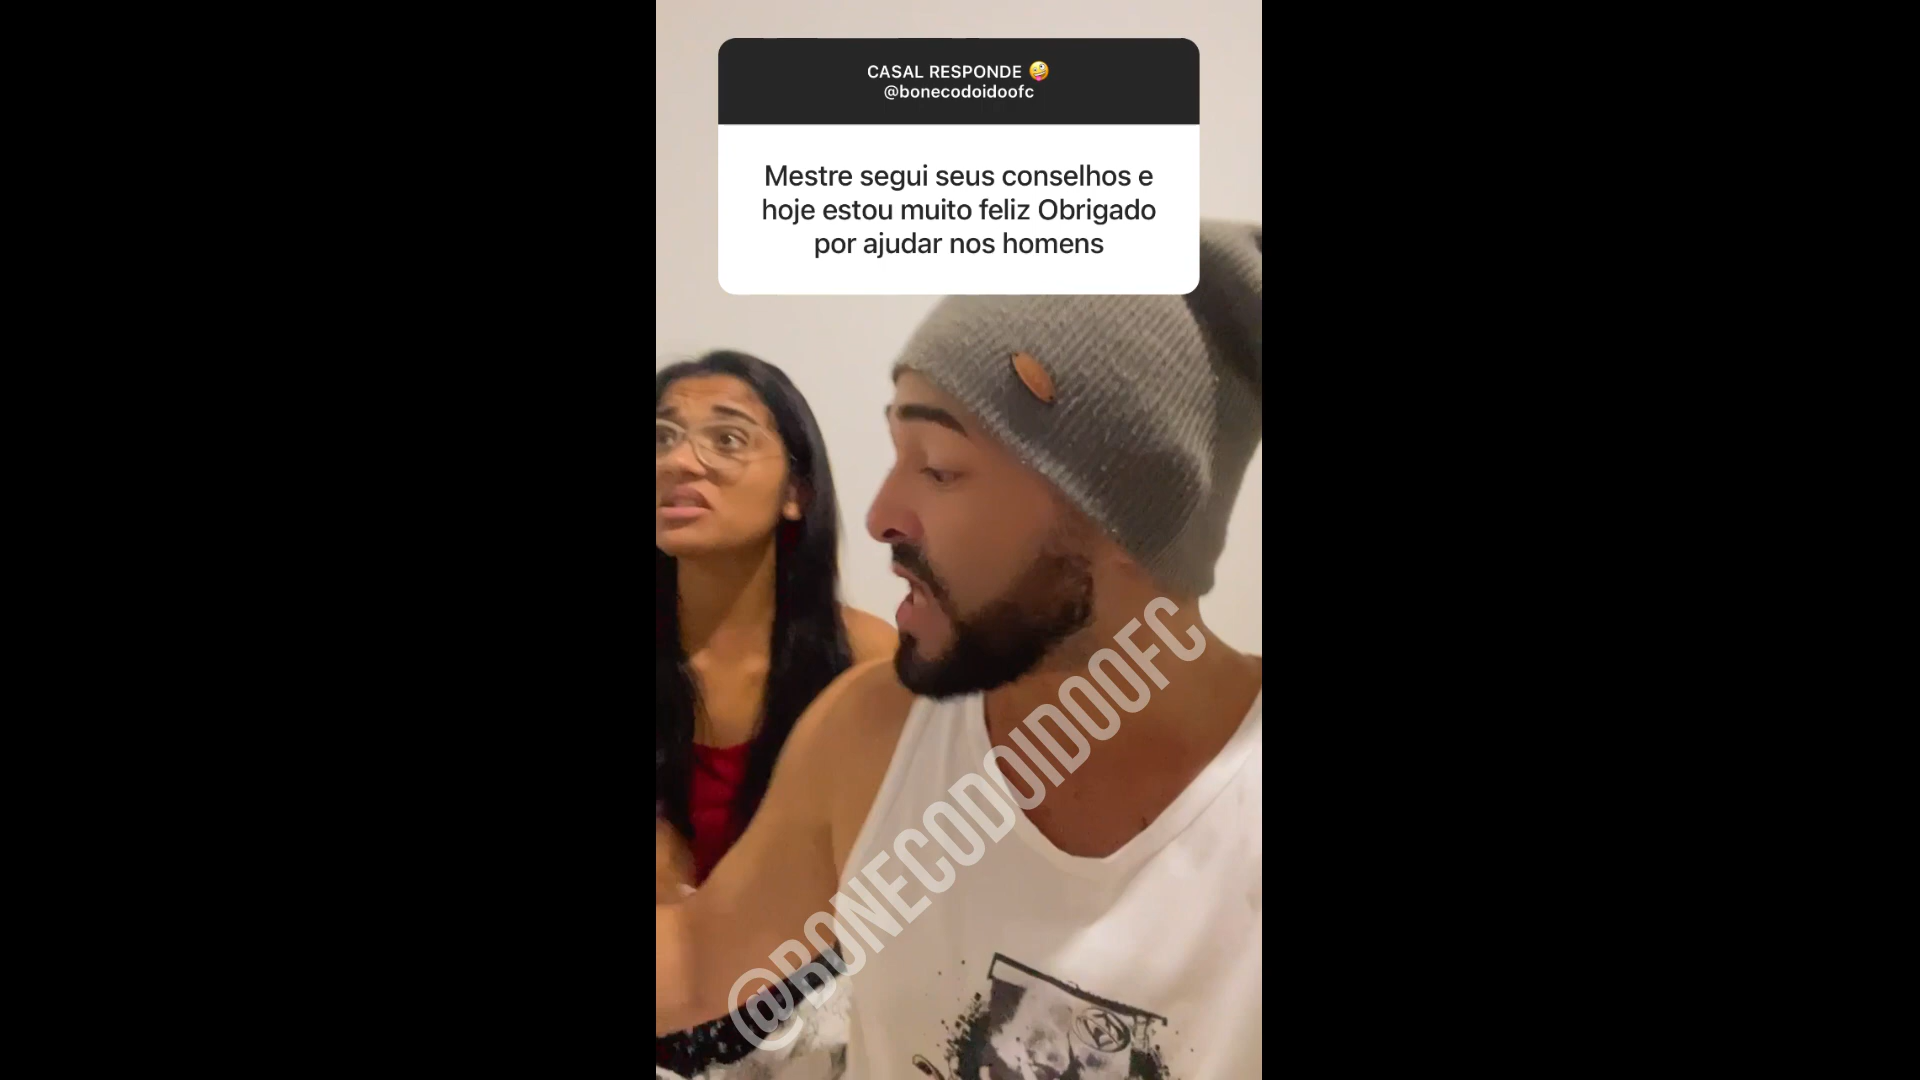 CASAL RESPONDE 🤪
@bonecodoidoofc
Mestre segui seus conselhos e
hoje estou muito feliz Obrigado
por ajudar nos homens
@BONECODOIDOOFC